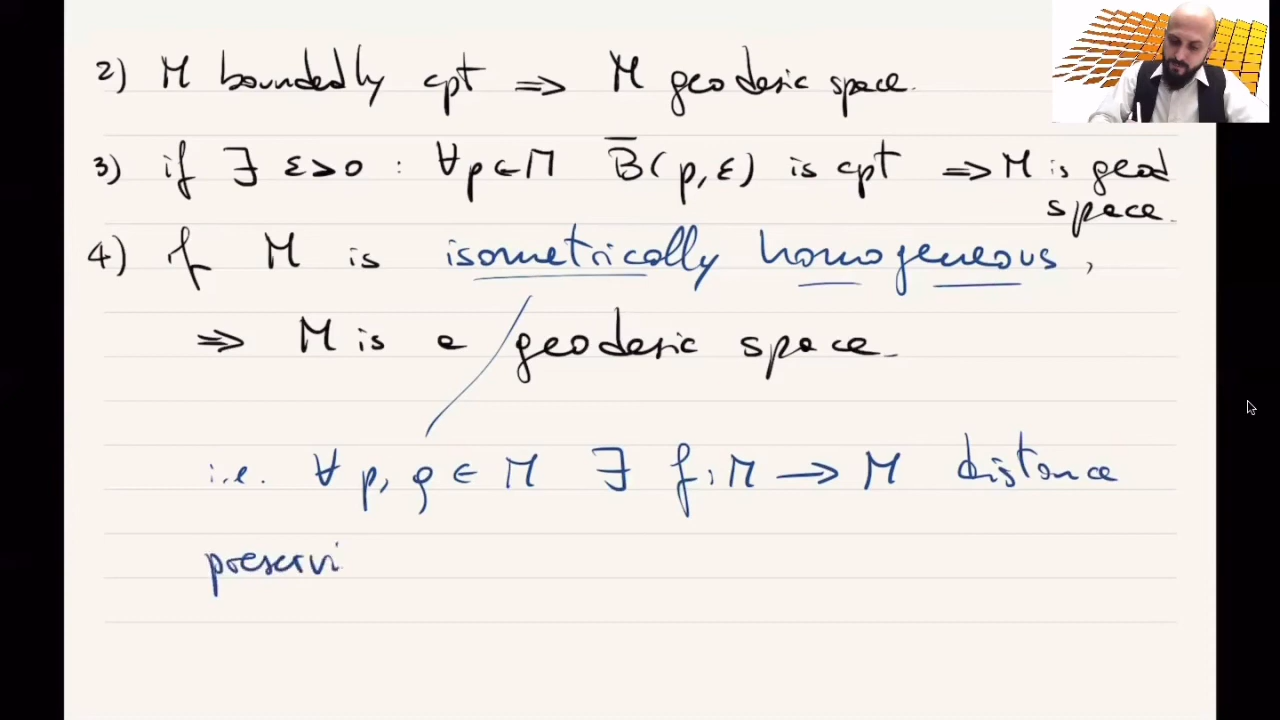 2) M boundedly cpt ⇒ M geodesic space.
3) if ∃ ε>0 : ∀p∈M B̅(p,ε) is cpt ⇒ M is geod
space.
4) If M is isometrically homogeneous,
⇒ M is a geodesic space.
i.e. ∀ p, q ∈ M ∃ f: M → M distance
preservi